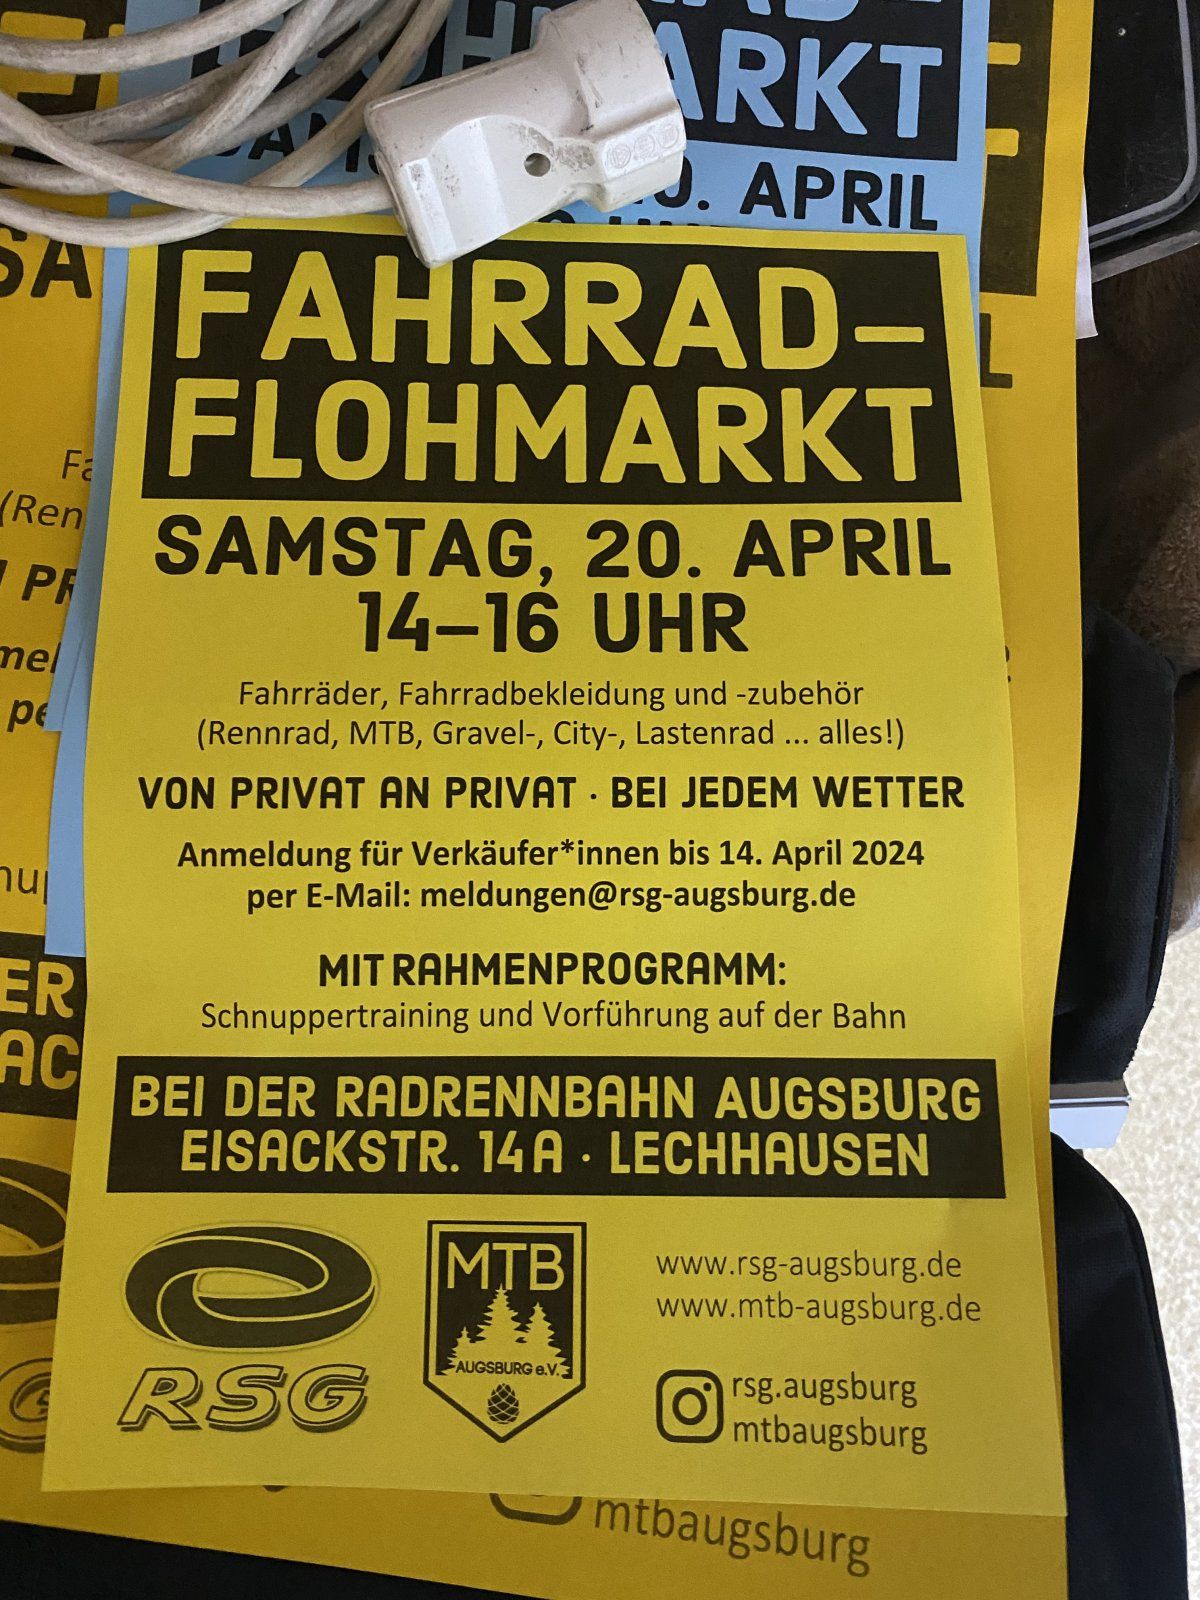 ARKT
0. APRIL
FAHRRAD-
FLOHMARKT
SAMSTAG, 20. APRIL
14–16 UHR
Fahrräder, Fahrradbekleidung und -zubehör
(Rennrad, MTB, Gravel-, City-, Lastenrad ... alles!)
VON PRIVAT AN PRIVAT · BEI JEDEM WETTER
Anmeldung für Verkäufer*innen bis 14. April 2024
per E-Mail: meldungen@rsg-augsburg.de
MIT RAHMENPROGRAMM:
Schnuppertraining und Vorführung auf der Bahn
BEI DER RADRENNBAHN AUGSBURG
EISACKSTR. 14A · LECHHAUSEN
RSG
MTB
AUGSBURG e.V.
www.rsg-augsburg.de
www.mtb-augsburg.de
rsg.augsburg
mtbaugsburg
mtbaugsburg